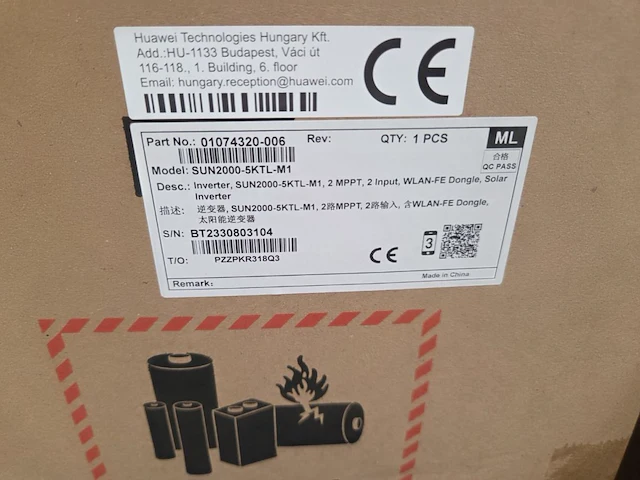 Huawei Technologies Hungary Kft.
Add.:HU-1133 Budapest, Váci út
116-118., 1. Building, 6. floor
Email: hungary.reception@huawei.com
CE
Part No.: 01074320-006 Rev: QTY: 1 PCS ML
Model: SUN2000-5KTL-M1
合格
QC PASS
Desc.: Inverter, SUN2000-5KTL-M1, 2 MPPT, 2 Input, WLAN-FE Dongle, Solar
Inverter
描述: 逆变器, SUN2000-5KTL-M1, 2路MPPT, 2路输入, 含WLAN-FE Dongle,
太阳能逆变器
S/N: BT2330803104
3
T/O: PZZPKR318Q3
CE
Made in China
Remark: